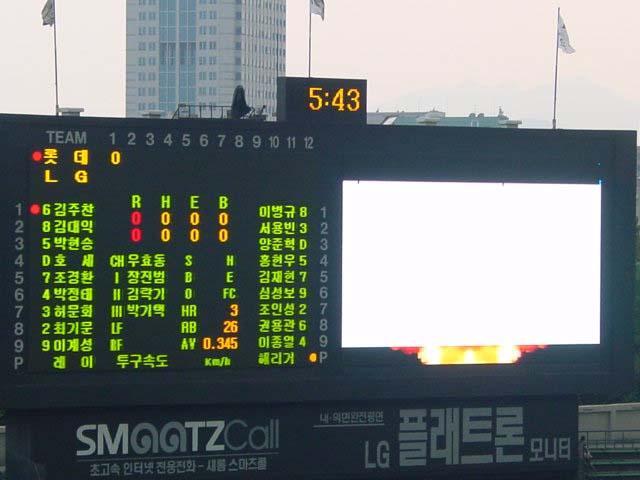 5:43
TEAM 1 2 3 4 5 6 7 8 9 10 11 12
롯데 0
LG
R H E B
1 6 김주찬 0 0 0 0 이병규 8 1
2 8 김대익 0 0 0 0 서용빈 3 2
3 5 박현승 양준혁 D 3
4 D 호세 CH 우효동 S H 홍현우 5 4
5 7 조경환 I 장진범 B E 김재현 7 5
6 4 박정태 II 김락기 O FC 심성보 9 6
7 3 허문회 III 박기택 HR 3 조인성 2 7
8 2 최기문 LF RB 26 권용관 6 8
9 9 이계성 RF AV 0.345 이종열 4 9
P 레이 투구속도 KM/h 해리거 P
내·외면완전평면
SMAATZCall LG 플래트론 모니터
초고속 인터넷 전용전화 - 새롬 스마츠콜